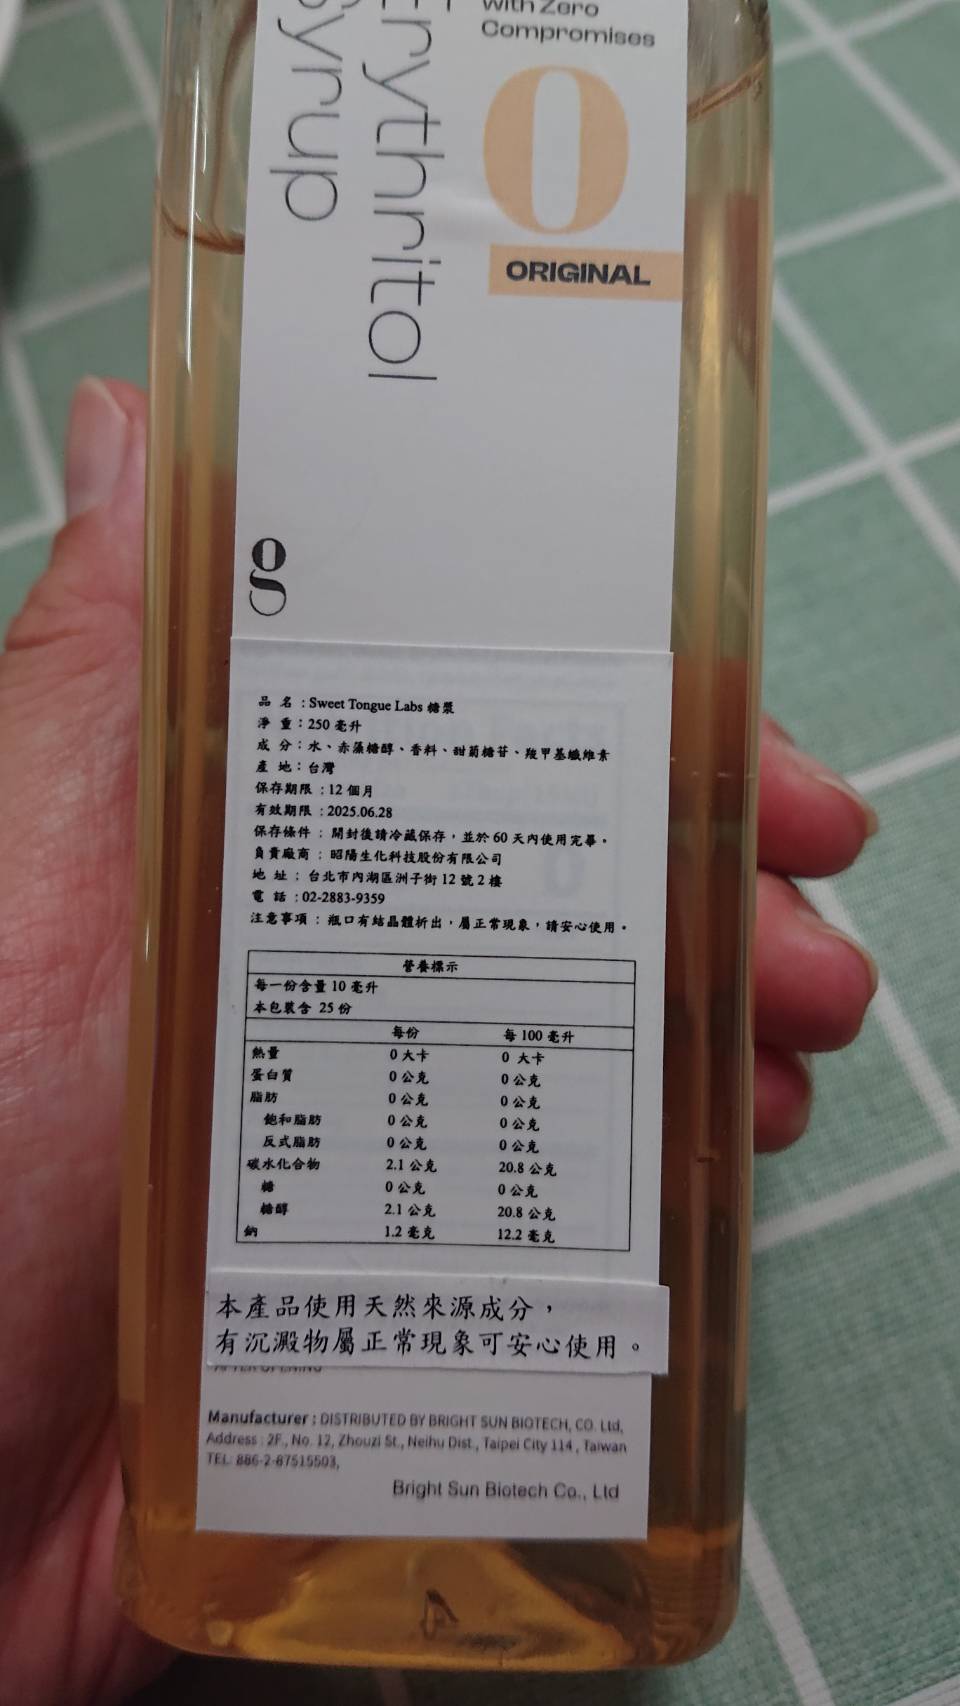 with Zero
Compromises
Erythritol
Syrup
0
ORIGINAL
品 名：Sweet Tongue Labs 糖漿
淨 重：250 毫升
成 分：水、赤藻糖醇、香料、甜菊糖苷、羧甲基纖維素
產 地：台灣
保存期限：12 個月
有效期限：2025.06.28
保存條件：開封後請冷藏保存，並於 60 天內使用完畢。
負責廠商：昭陽生化科技股份有限公司
地 址：台北市內湖區洲子街 12 號 2 樓
電 話：02-2883-9359
注意事項：瓶口有結晶體析出，屬正常現象，請安心使用。
營養標示
每一份含量 10 毫升
本包裝含 25 份
每份 每 100 毫升
熱量 0 大卡 0 大卡
蛋白質 0 公克 0 公克
脂肪 0 公克 0 公克
飽和脂肪 0 公克 0 公克
反式脂肪 0 公克 0 公克
碳水化合物 2.1 公克 20.8 公克
糖 0 公克 0 公克
糖醇 2.1 公克 20.8 公克
鈉 1.2 毫克 12.2 毫克
本產品使用天然來源成分，
有沉澱物屬正常現象可安心使用。
AFTER OPENING
Manufacturer : DISTRIBUTED BY BRIGHT SUN BIOTECH, CO. Ltd,
Address : 2F., No. 12, Zhouzi St., Neihu Dist., Taipei City 114 , Taiwan
TEL: 886-2-87515503,
Bright Sun Biotech Co., Ltd